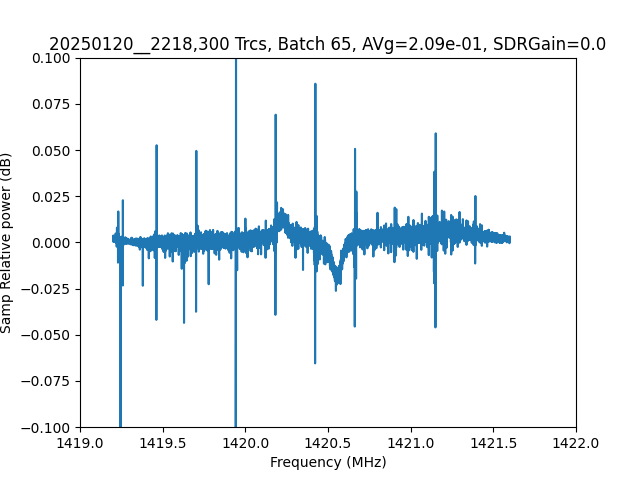 20250120__2218,300 Trcs, Batch 65, AVg=2.09e-01, SDRGain=0.0
0.100
0.075
0.050
0.025
0.000
−0.025
−0.050
−0.075
−0.100
Samp Relative power (dB)
1419.0 1419.5 1420.0 1420.5 1421.0 1421.5 1422.0
Frequency (MHz)